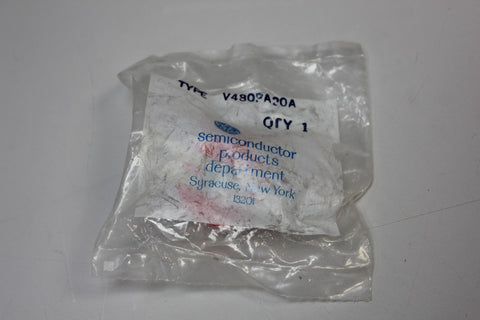 TYPE V480PA20A
QTY 1
semiconductor
products
department
Syracuse, New York
13201